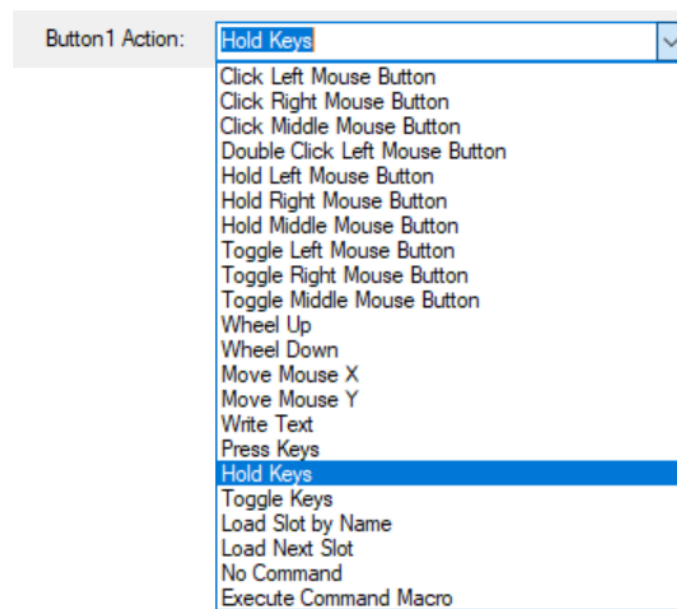 Button1 Action: Hold Keys
Click Left Mouse Button
Click Right Mouse Button
Click Middle Mouse Button
Double Click Left Mouse Button
Hold Left Mouse Button
Hold Right Mouse Button
Hold Middle Mouse Button
Toggle Left Mouse Button
Toggle Right Mouse Button
Toggle Middle Mouse Button
Wheel Up
Wheel Down
Move Mouse X
Move Mouse Y
Write Text
Press Keys
Hold Keys
Toggle Keys
Load Slot by Name
Load Next Slot
No Command
Execute Command Macro